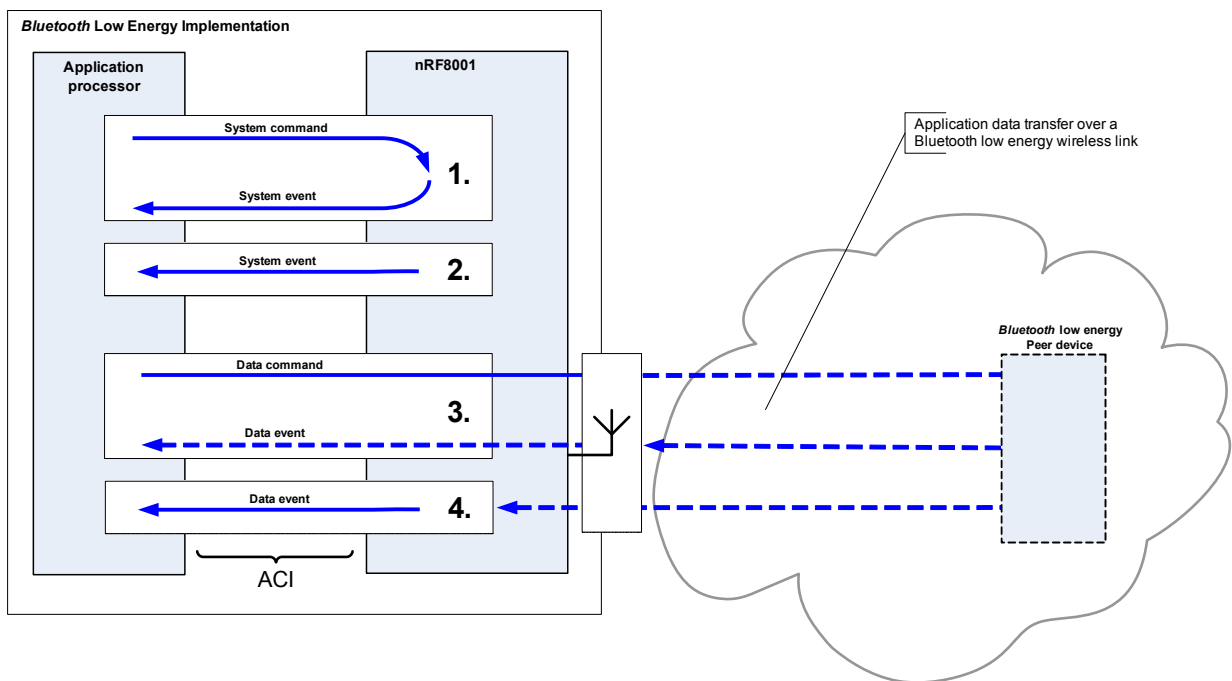 Bluetooth Low Energy Implementation
Application
processor
nRF8001
System command
1.
System event
System event
2.
Data command
3.
Data event
Data event
4.
ACI
Application data transfer over a
Bluetooth low energy wireless link
Bluetooth low energy
Peer device